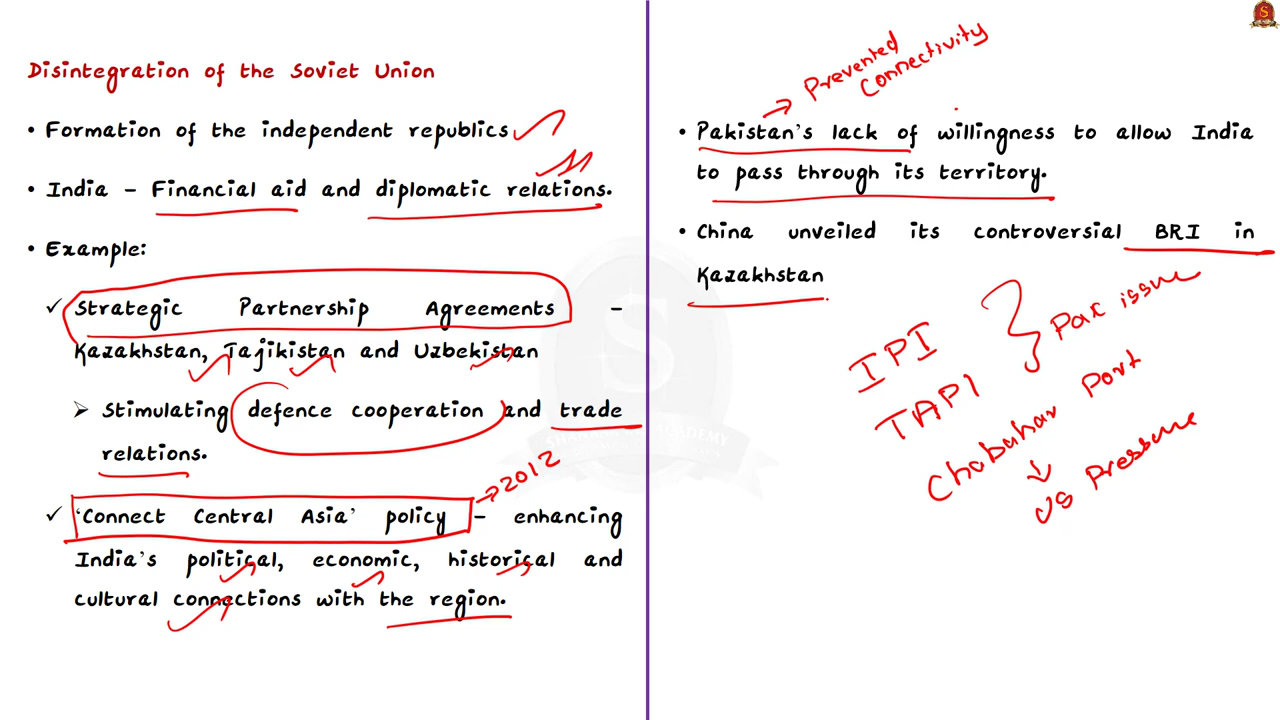 Disintegration of the Soviet Union
• Formation of the independent republics
• India – Financial aid and diplomatic relations.
• Example:
✓ Strategic Partnership Agreements –
Kazakhstan, Tajikistan and Uzbekistan
➢ Stimulating defence cooperation and trade
relations.
→ 2012
✓ ‘Connect Central Asia’ policy – enhancing
India’s political, economic, historical and
cultural connections with the region.
→ Prevented
Connectivity
• Pakistan’s lack of willingness to allow India
to pass through its territory.
• China unveiled its controversial BRI in
Kazakhstan
IPI
TAPI
} Pak issue
Chabahar Port
↓
US Pressure